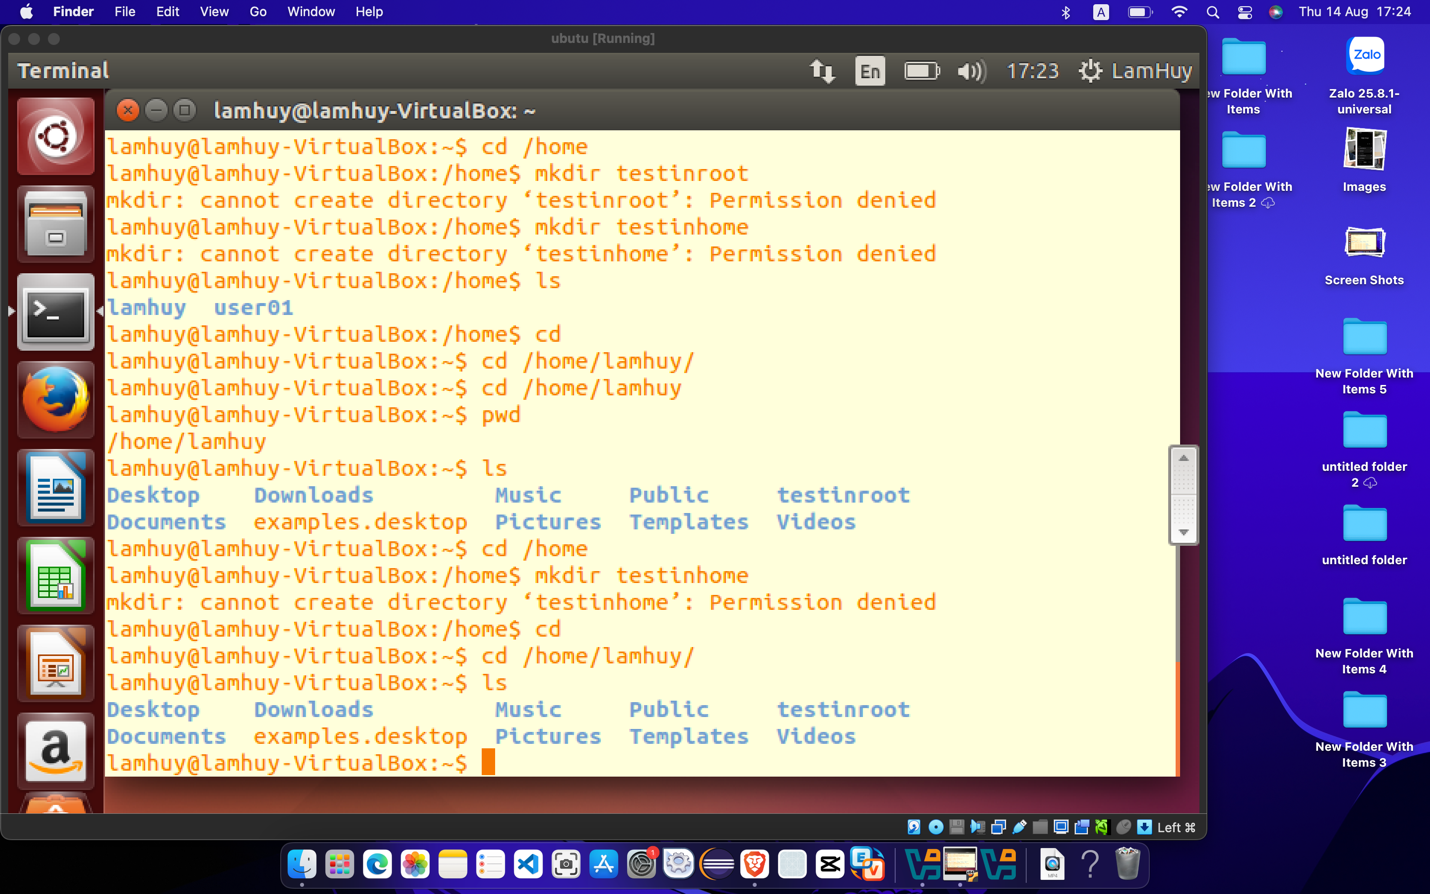 Finder File Edit View Go Window Help
A
Thu 14 Aug 17:24
ubutu [Running]
Terminal
En
17:23
LamHuy
lamhuy@lamhuy-VirtualBox: ~
lamhuy@lamhuy-VirtualBox:~$ cd /home
lamhuy@lamhuy-VirtualBox:/home$ mkdir testinroot
mkdir: cannot create directory ‘testinroot’: Permission denied
lamhuy@lamhuy-VirtualBox:/home$ mkdir testinhome
mkdir: cannot create directory ‘testinhome’: Permission denied
lamhuy@lamhuy-VirtualBox:/home$ ls
lamhuy user01
lamhuy@lamhuy-VirtualBox:/home$ cd
lamhuy@lamhuy-VirtualBox:~$ cd /home/lamhuy/
lamhuy@lamhuy-VirtualBox:~$ cd /home/lamhuy
lamhuy@lamhuy-VirtualBox:~$ pwd
/home/lamhuy
lamhuy@lamhuy-VirtualBox:~$ ls
Desktop Downloads Music Public testinroot
Documents examples.desktop Pictures Templates Videos
lamhuy@lamhuy-VirtualBox:~$ cd /home
lamhuy@lamhuy-VirtualBox:/home$ mkdir testinhome
mkdir: cannot create directory ‘testinhome’: Permission denied
lamhuy@lamhuy-VirtualBox:/home$ cd
lamhuy@lamhuy-VirtualBox:~$ cd /home/lamhuy/
lamhuy@lamhuy-VirtualBox:~$ ls
Desktop Downloads Music Public testinroot
Documents examples.desktop Pictures Templates Videos
lamhuy@lamhuy-VirtualBox:~$
Left ⌘
ew Folder With
Items
ew Folder With
Items 2
Zalo
Zalo 25.8.1-
universal
Images
Screen Shots
New Folder With
Items 5
untitled folder
2
untitled folder
New Folder With
Items 4
New Folder With
Items 3
1